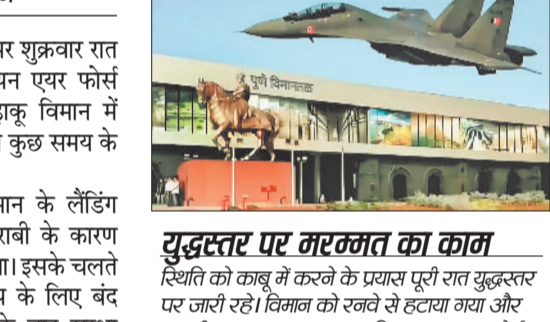 शुक्रवार रात
एयर फोर्स
विमान में
कुछ समय के
के लैंडिंग
के कारण
इसके चलते
के लिए बंद
पुणे विमानतळ
युद्धस्तर पर मरम्मत का काम
स्थिति को काबू में करने के प्रयास पूरी रात युद्धस्तर
पर जारी रहे। विमान को रनवे से हटाया गया और